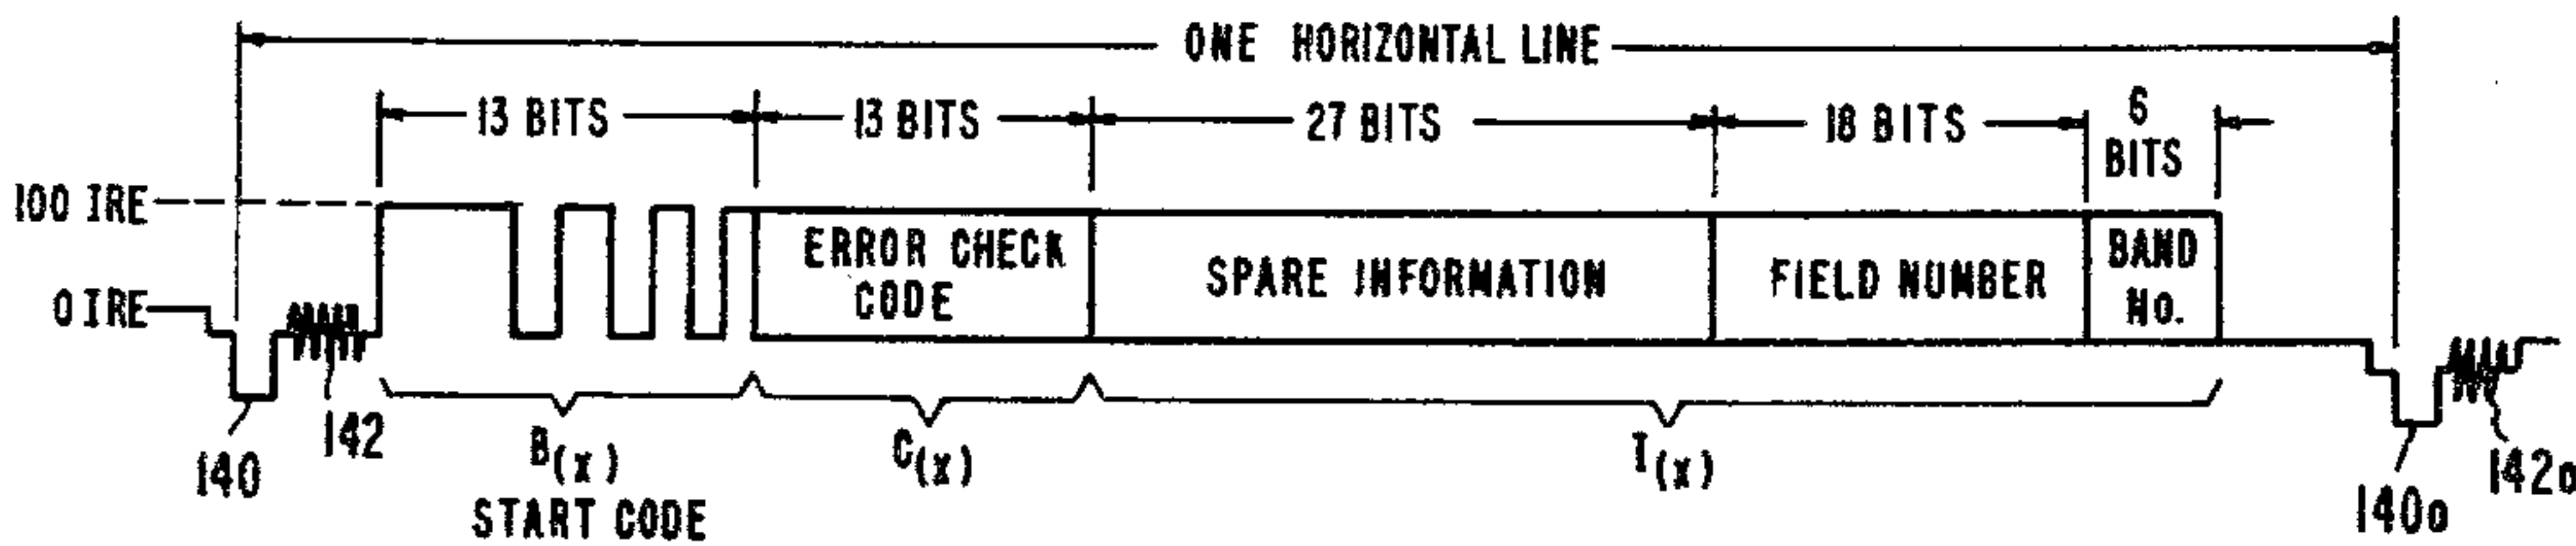 ONE HORIZONTAL LINE
13 BITS
13 BITS
27 BITS
18 BITS
6
BITS
100 IRE
0 IRE
ERROR CHECK
CODE
SPARE INFORMATION
FIELD NUMBER
BAND
No.
140
142
B(x)
START CODE
C(x)
I(x)
140a
142a